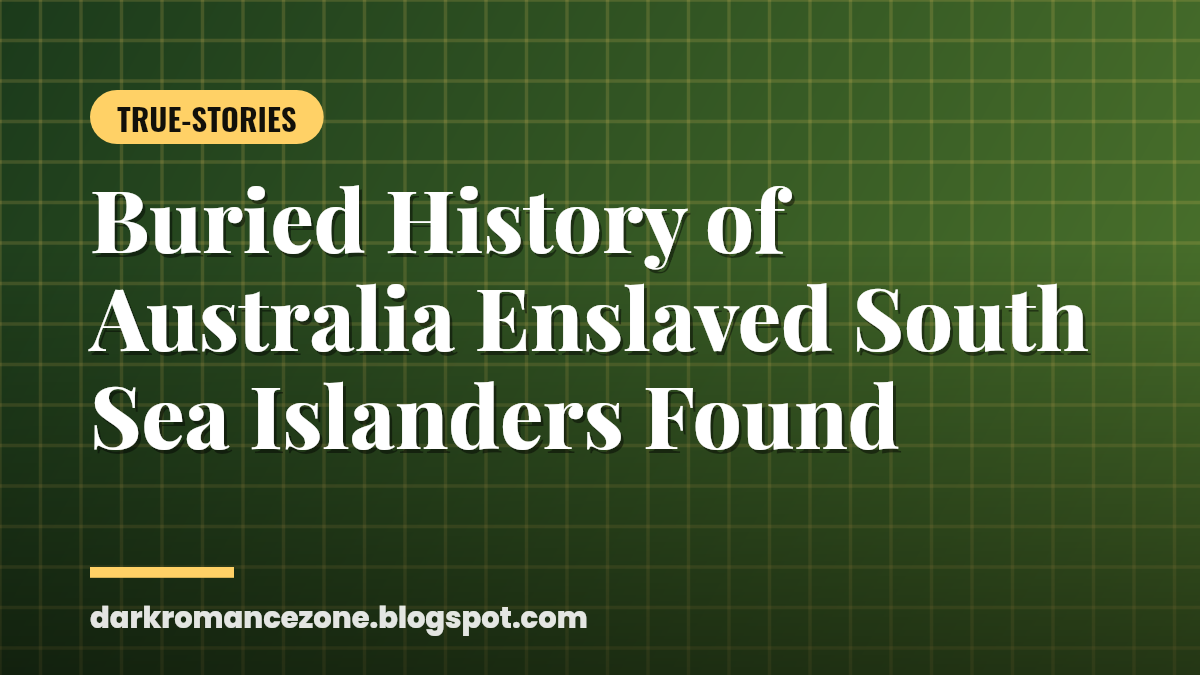 TRUE-STORIES
Buried History of
Australia Enslaved South
Sea Islanders Found
darkromancezone.blogspot.com